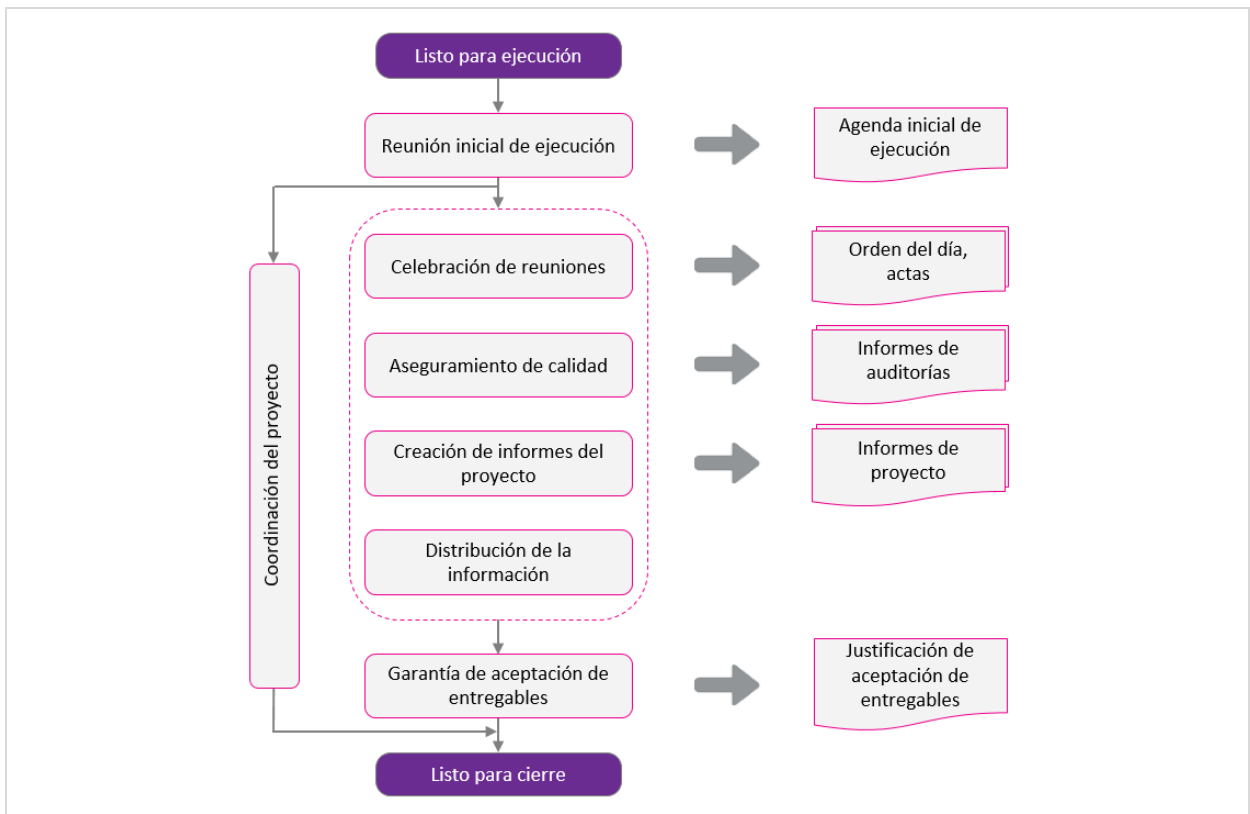 Listo para ejecución
Reunión inicial de ejecución
Agenda inicial de
ejecución
Coordinación del proyecto
Celebración de reuniones
Orden del día,
actas
Aseguramiento de calidad
Informes de
auditorías
Creación de informes del
proyecto
Informes de
proyecto
Distribución de la
información
Garantía de aceptación de
entregables
Justificación de
aceptación de
entregables
Listo para cierre